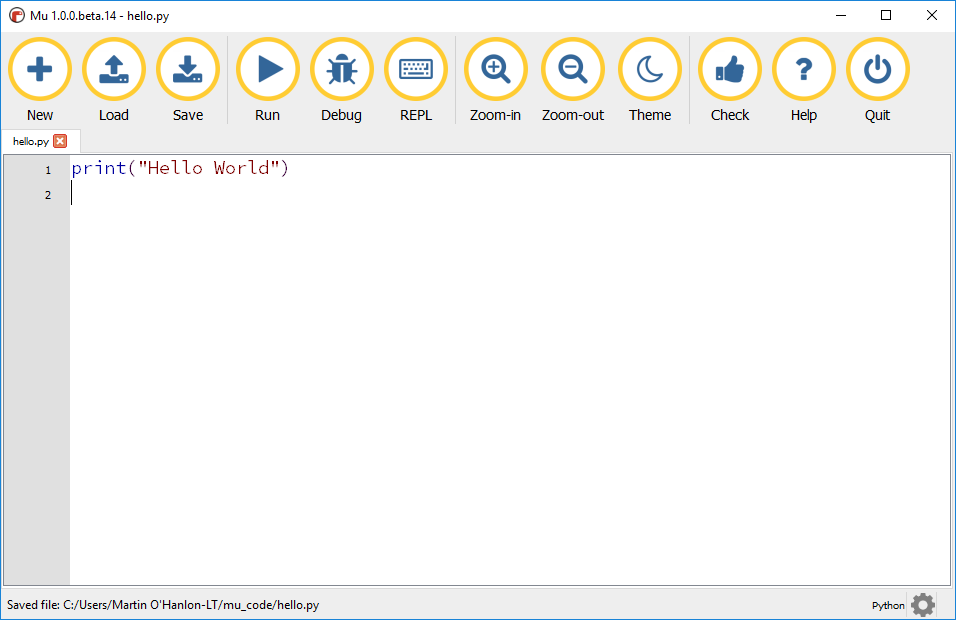 Mu 1.0.0.beta.14 - hello.py
New Load Save Run Debug REPL Zoom-in Zoom-out Theme Check Help Quit
hello.py
1 print("Hello World")
2
Saved file: C:/Users/Martin O'Hanlon-LT/mu_code/hello.py Python